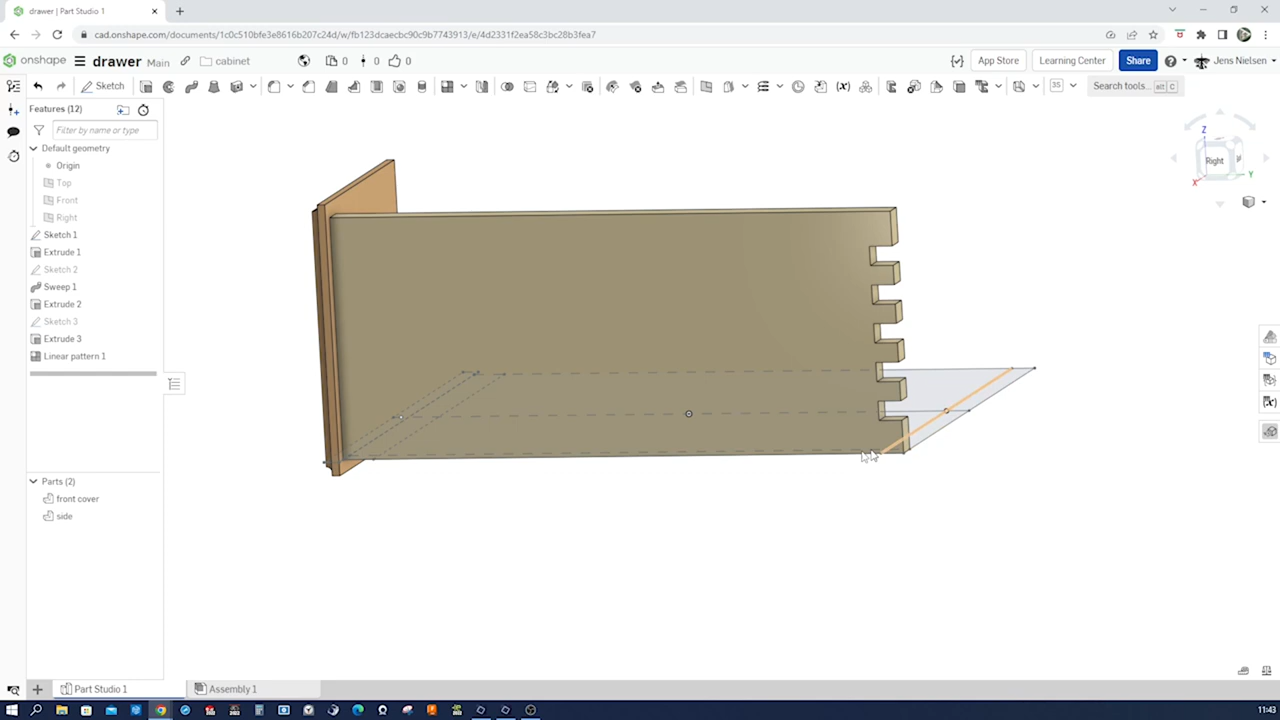 drawer | Part Studio 1
cad.onshape.com/documents/1c0c510bfe3e8616b207c24d/w/fb123dcaecbc90c9b7743913/e/4d2331f2ea58c3bc28b3fea7
onshape drawer Main cabinet 0 0 0 App Store Learning Center Share Jens Nielsen
Sketch 35 Search tools... alt C
Features (12)
Filter by name or type
Default geometry
Origin
Top
Front
Right
Sketch 1
Extrude 1
Sketch 2
Sweep 1
Extrude 2
Sketch 3
Extrude 3
Linear pattern 1
Parts (2)
front cover
side
Z
Right
X
Y
Part Studio 1 Assembly 1
11:43